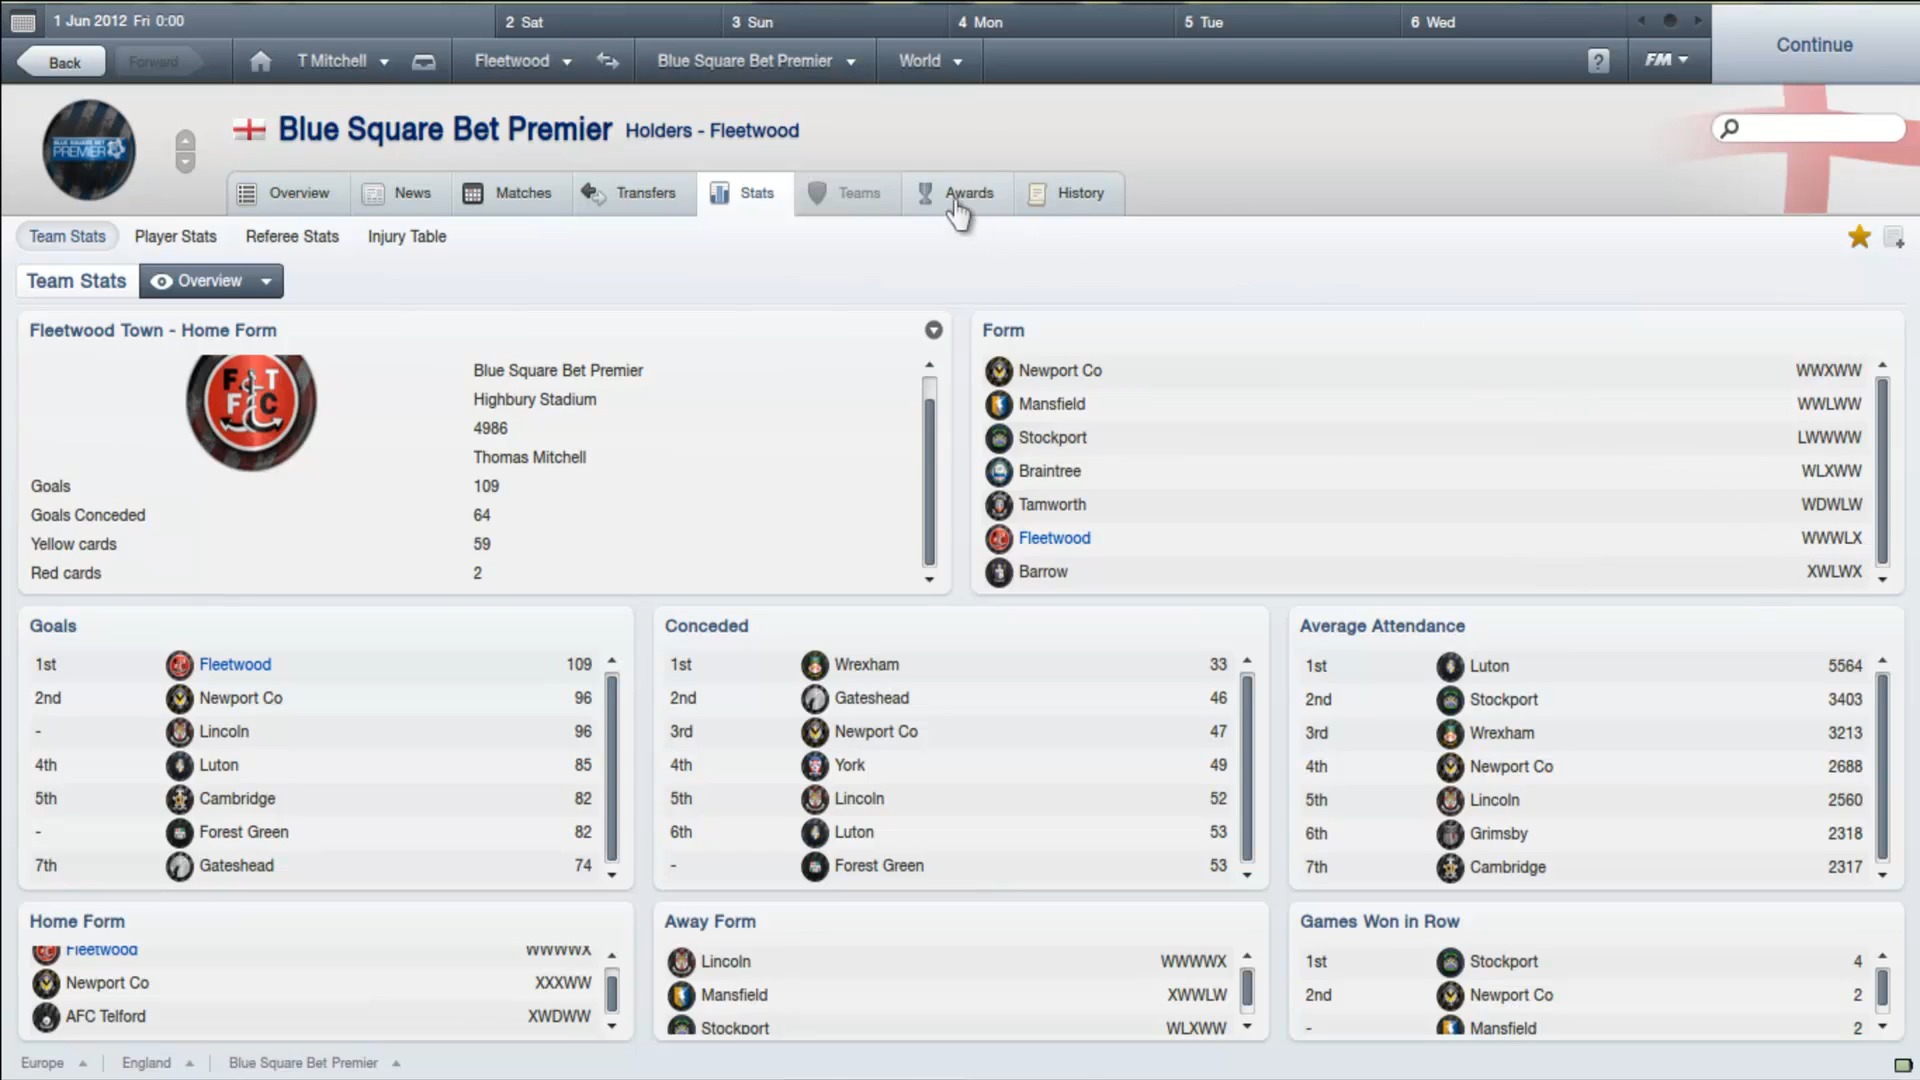 1 Jun 2012 Fri 0:00
2 Sat
3 Sun
4 Mon
5 Tue
6 Wed
Back
Forward
T Mitchell
Fleetwood
Blue Square Bet Premier
World
?
FM
Continue
BLUE SQUARE BET
PREMIER
Blue Square Bet Premier
Holders - Fleetwood
Overview
News
Matches
Transfers
Stats
Teams
Awards
History
Team Stats
Player Stats
Referee Stats
Injury Table
Team Stats
Overview
Fleetwood Town - Home Form
F T
F C
Blue Square Bet Premier
Highbury Stadium
4986
Thomas Mitchell
Goals 109
Goals Conceded 64
Yellow cards 59
Red cards 2
Form
Newport Co WWXWW
Mansfield WWLWW
Stockport LWWWW
Braintree WLXWW
Tamworth WDWLW
Fleetwood WWWLX
Barrow XWLWX
Goals
1st Fleetwood 109
2nd Newport Co 96
- Lincoln 96
4th Luton 85
5th Cambridge 82
- Forest Green 82
7th Gateshead 74
Conceded
1st Wrexham 33
2nd Gateshead 46
3rd Newport Co 47
4th York 49
5th Lincoln 52
6th Luton 53
- Forest Green 53
Average Attendance
1st Luton 5564
2nd Stockport 3403
3rd Wrexham 3213
4th Newport Co 2688
5th Lincoln 2560
6th Grimsby 2318
7th Cambridge 2317
Home Form
Fleetwood WWWWX
Newport Co XXXWW
AFC Telford XWDWW
Away Form
Lincoln WWWWX
Mansfield XWWLW
Stockport WLXWW
Games Won in Row
1st Stockport 4
2nd Newport Co 2
- Mansfield 2
Europe
England
Blue Square Bet Premier